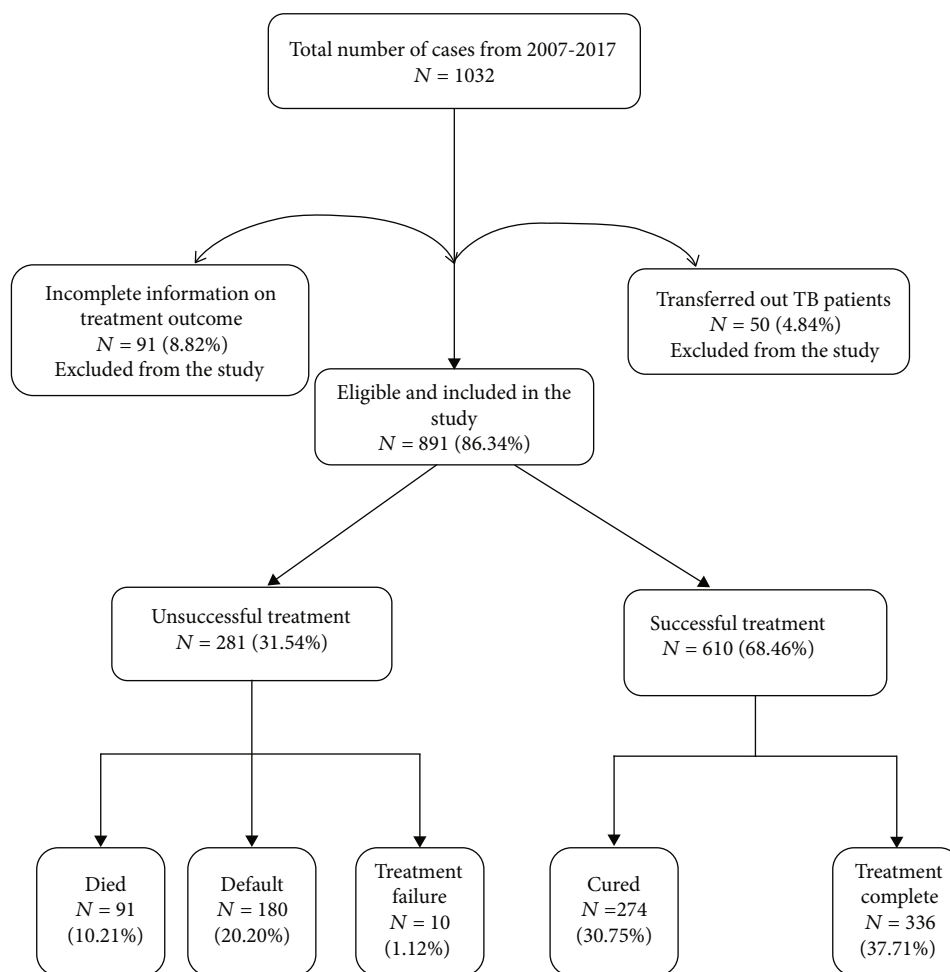 Total number of cases from 2007-2017
N = 1032
Incomplete information on
treatment outcome
N = 91 (8.82%)
Excluded from the study
Transferred out TB patients
N = 50 (4.84%)
Excluded from the study
Eligible and included in the
study
N = 891 (86.34%)
Unsuccessful treatment
N = 281 (31.54%)
Successful treatment
N = 610 (68.46%)
Died
N = 91
(10.21%)
Default
N = 180
(20.20%)
Treatment
failure
N = 10
(1.12%)
Cured
N =274
(30.75%)
Treatment
complete
N = 336
(37.71%)